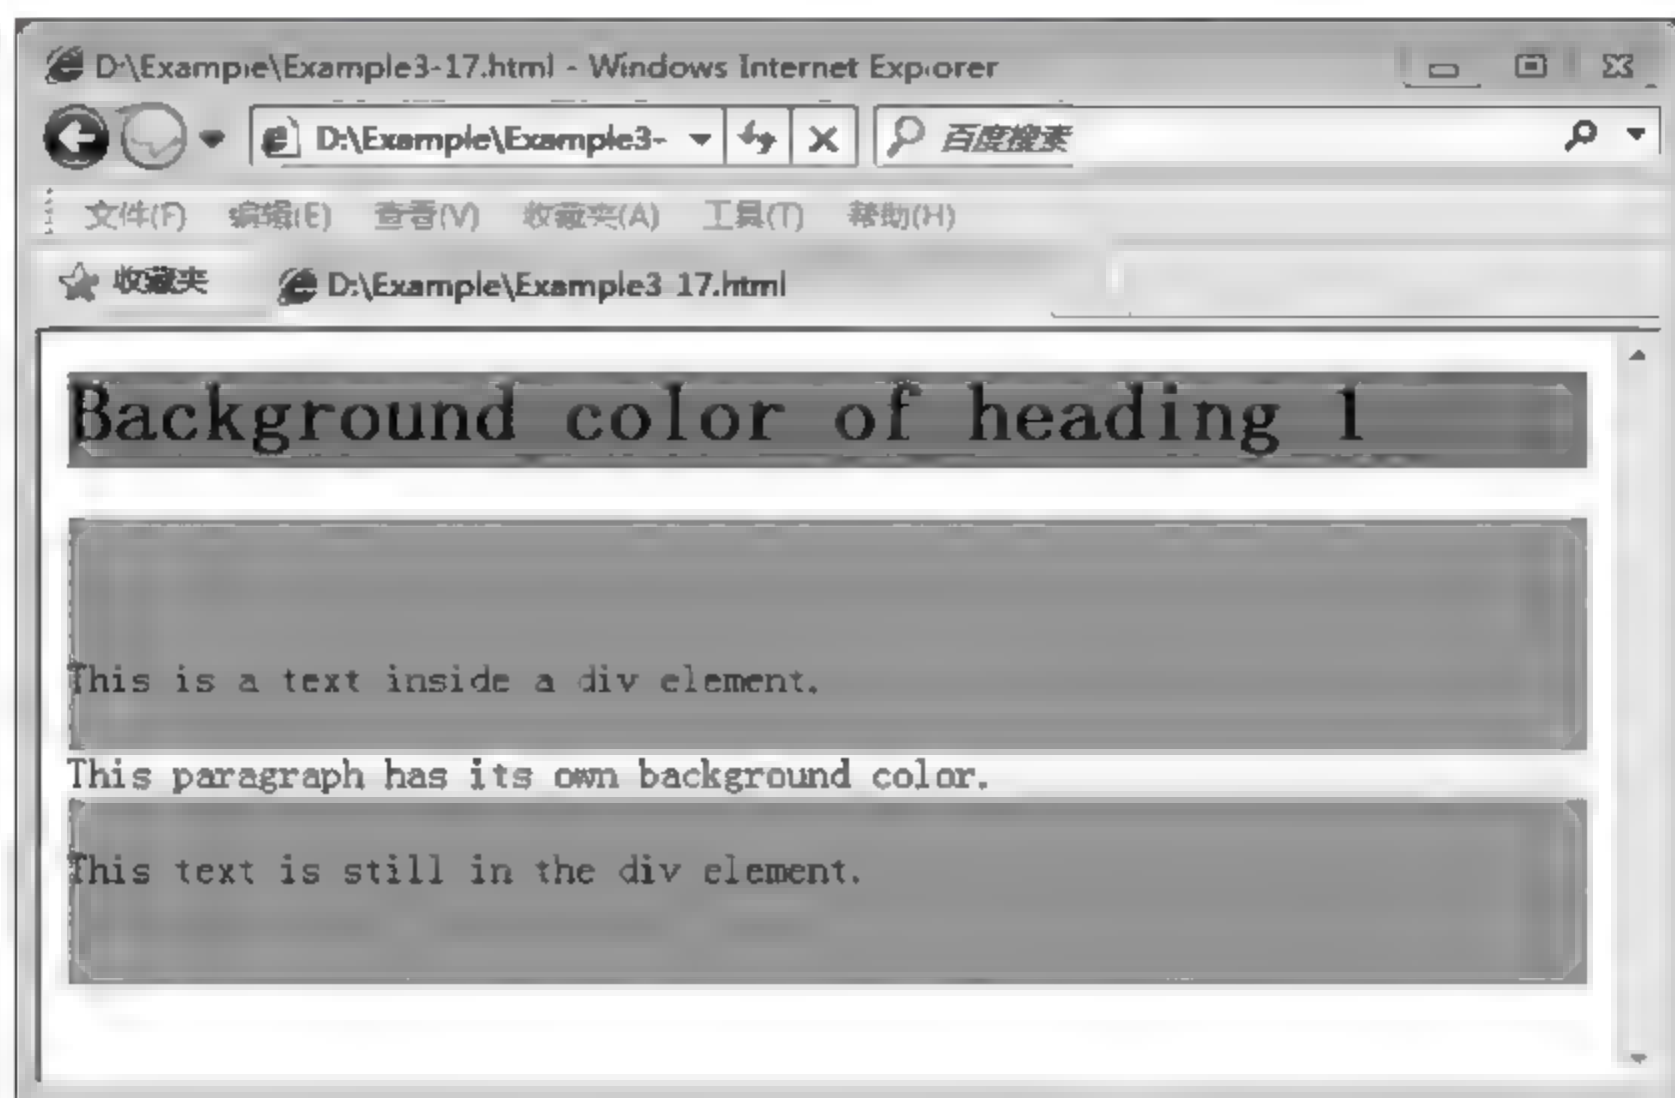 D:\Example\Example3-17.html - Windows Internet Explorer
D:\Example\Example3- 百度搜索
文件(F) 编辑(E) 查看(V) 收藏夹(A) 工具(T) 帮助(H)
收藏夹 D:\Example\Example3-17.html
Background color of heading 1
This is a text inside a div element.
This paragraph has its own background color.
This text is still in the div element.